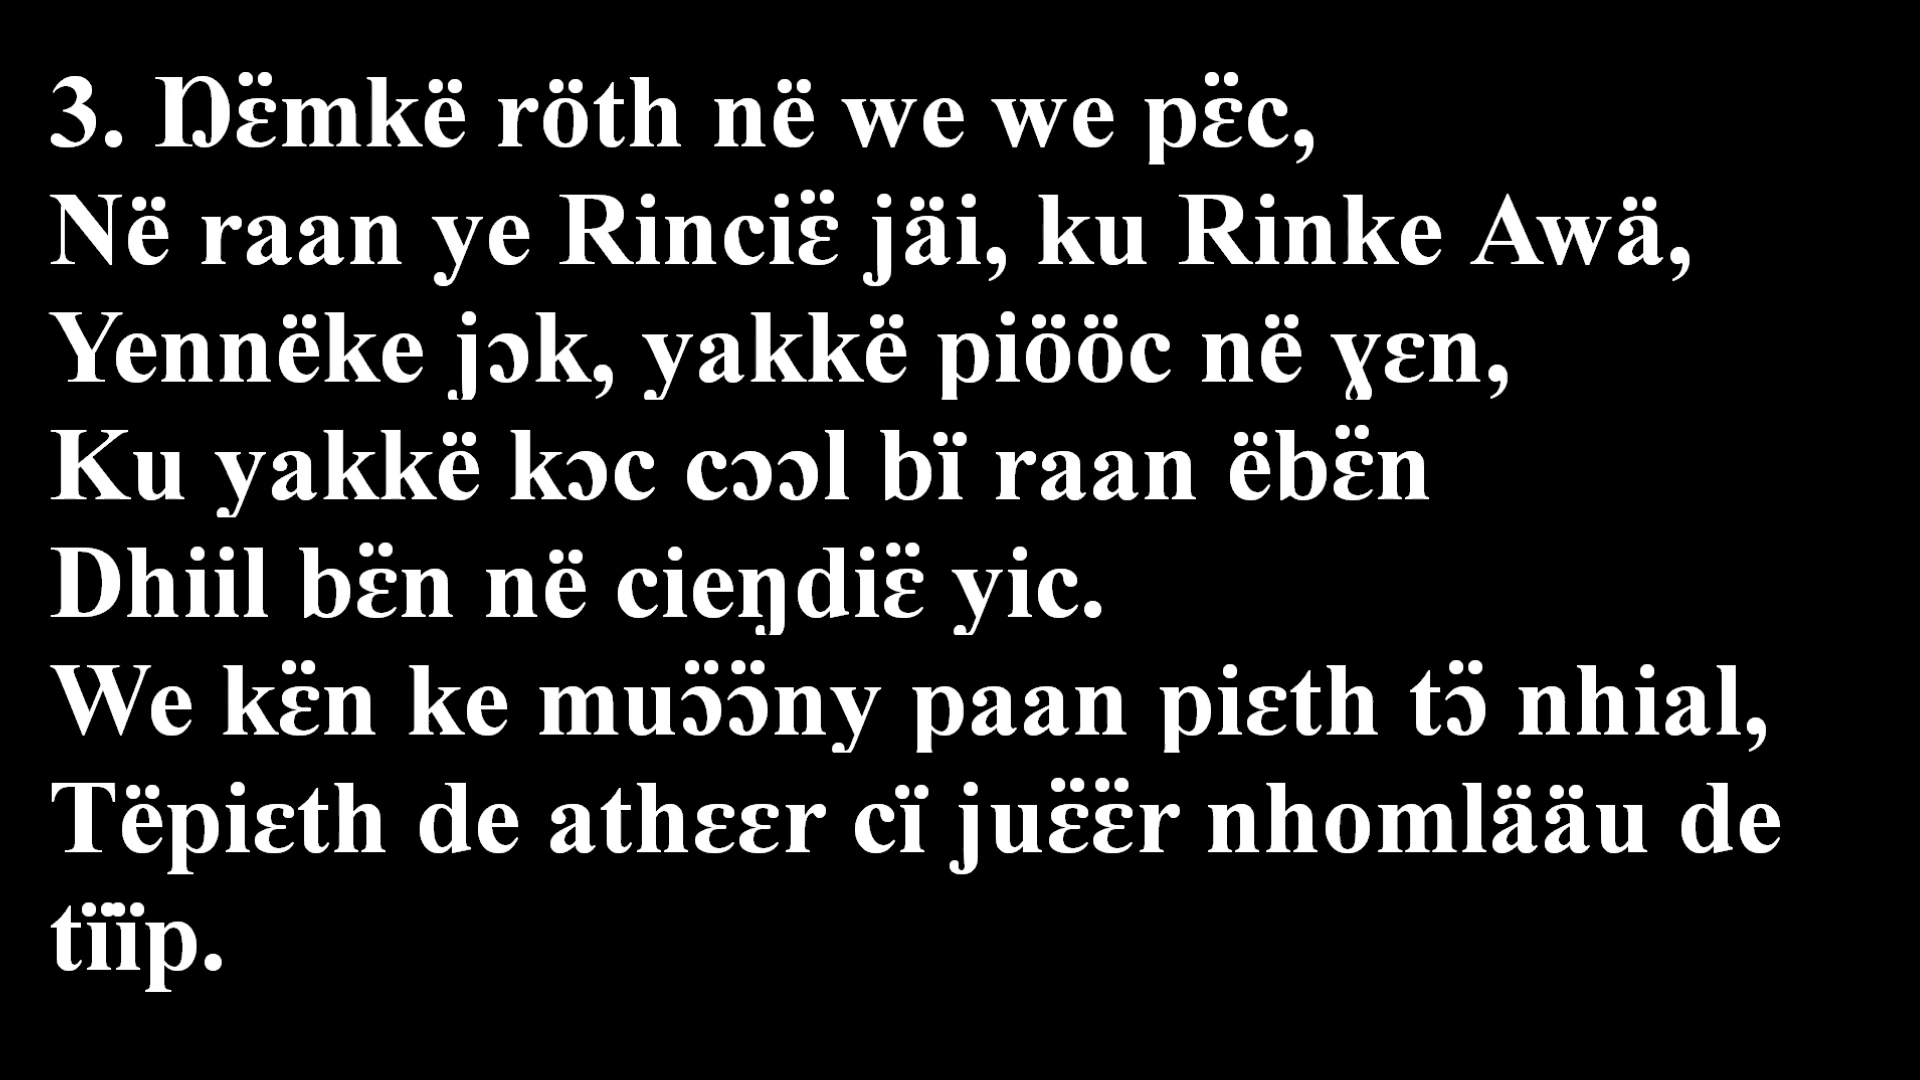 3. Ŋɛ̈mkë röth në we we pɛ̈c,
Në raan ye Rinciɛ̈ jäi, ku Rinke Awä,
Yennëke jɔk, yakkë piööc në ɣɛn,
Ku yakkë kɔc cɔɔl bï raan ëbɛ̈n
Dhiil bɛ̈n në cieŋdiɛ̈ yic.
We kɛ̈n ke muɔ̈ɔ̈ny paan piɛth tɔ̈ nhial,
Tëpiɛth de athɛɛr cï juɛ̈ɛ̈r nhomlääu de
tïïp.